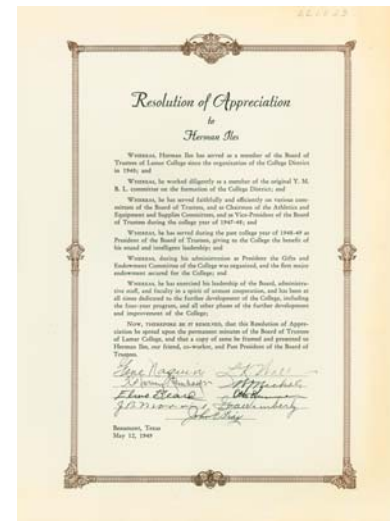 Resolution of Appreciation
to
Herman Iles
WHEREAS, Herman Iles has served as a member of the Board of
Trustees of Lamar College since the organization of the College District
in 1940; and
WHEREAS, he worked diligently as a member of the original Y. M.
B. L. committee on the formation of the College District; and
WHEREAS, he has served faithfully and efficiently on various com-
mittees of the Board of Trustees, and as Chairman of the Athletics and
Equipment and Supplies Committees, and as Vice-President of the Board
of Trustees during the college year of 1947-48; and
WHEREAS, he has served during the past college year of 1948-49 as
President of the Board of Trustees, giving to the College the benefit of
his sound and intelligent leadership; and
WHEREAS, during his administration as President the Gifts and
Endowment Committee of the College was organized, and the first major
endowment secured for the College; and
WHEREAS, he has exercised his leadership of the Board, administra-
tive staff, and faculty in a spirit of utmost cooperation, and has been at
all times dedicated to the further development of the College, including
the four-year program, and all other phases of the further development
and improvement of the College;
NOW, THEREFORE BE IT RESOLVED, that this Resolution of Appre-
ciation be spread upon the permanent minutes of the Board of Trustees
of Lamar College, and that a copy of same be framed and presented to
Herman Iles, our friend, co-worker, and Past President of the Board of
Trustees.
John E Gray
Beaumont, Texas
May 12, 1949